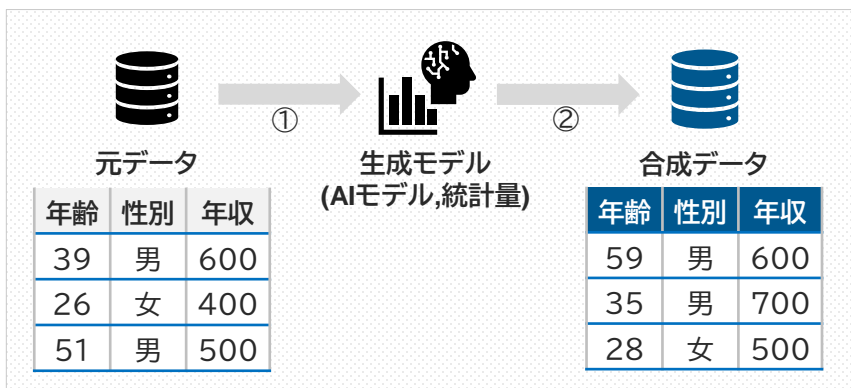 ① ②
元データ
生成モデル
(AIモデル,統計量)
合成データ
年齢 性別 年収
39 男 600
26 女 400
51 男 500
年齢 性別 年収
59 男 600
35 男 700
28 女 500